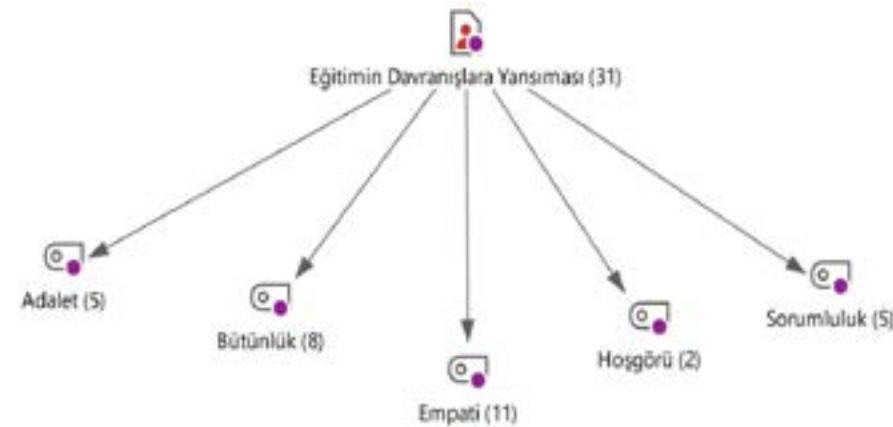 Eğitimin Davranışlara Yansıması (31)
Adalet (5)
Bütünlük (8)
Empati (11)
Hoşgörü (2)
Sorumluluk (5)